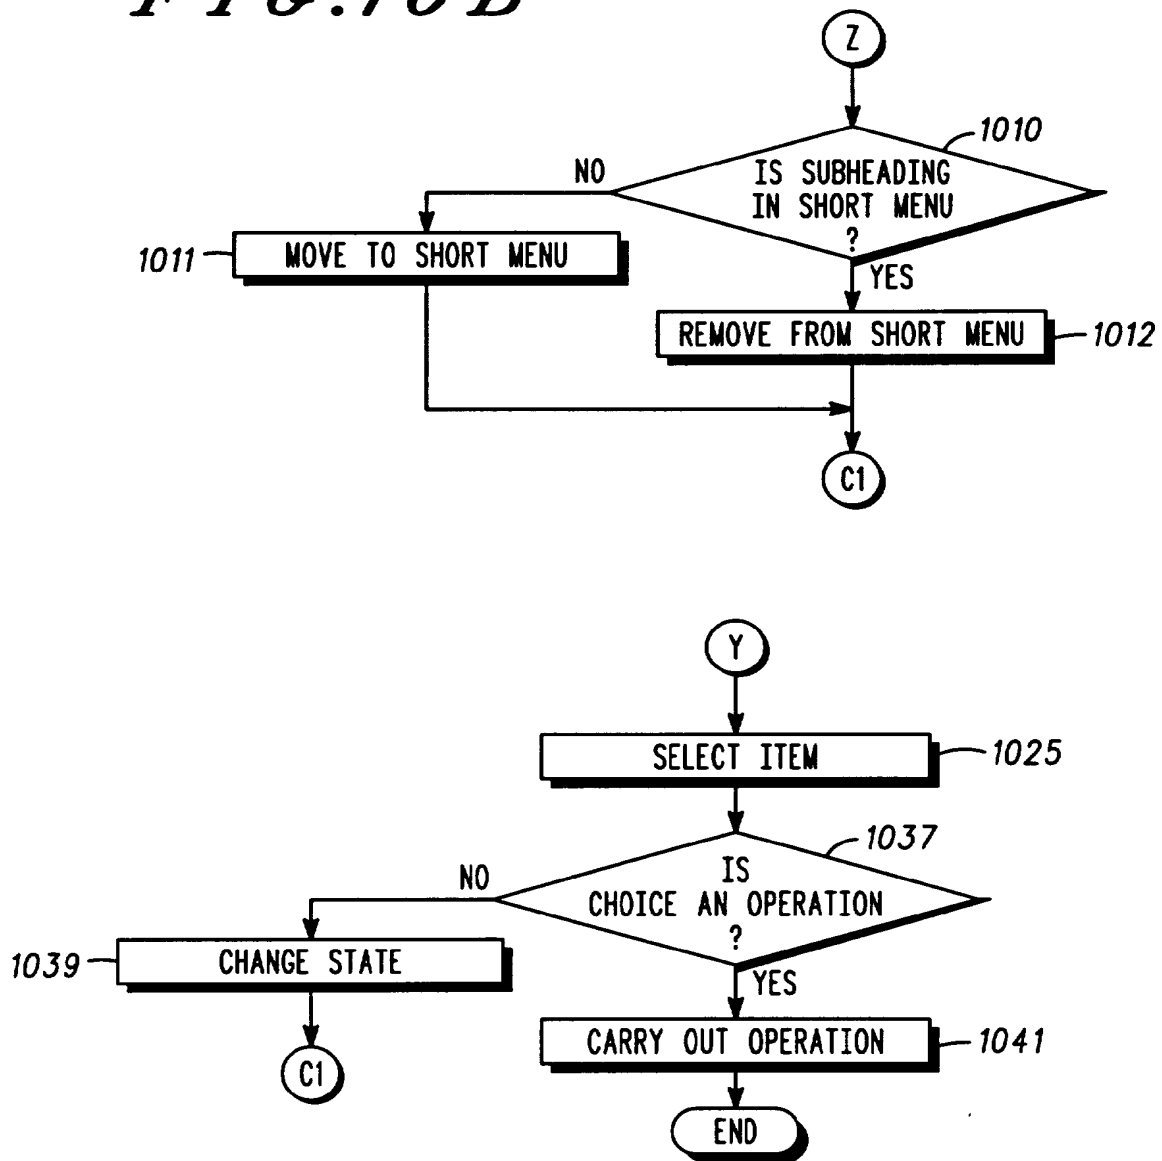 FIG.10B
Z
1010
NO
IS SUBHEADING
IN SHORT MENU
?
1011
MOVE TO SHORT MENU
YES
REMOVE FROM SHORT MENU
1012
C1
Y
SELECT ITEM
1025
1037
NO
IS
CHOICE AN OPERATION
?
1039
CHANGE STATE
YES
CARRY OUT OPERATION
1041
C1
END